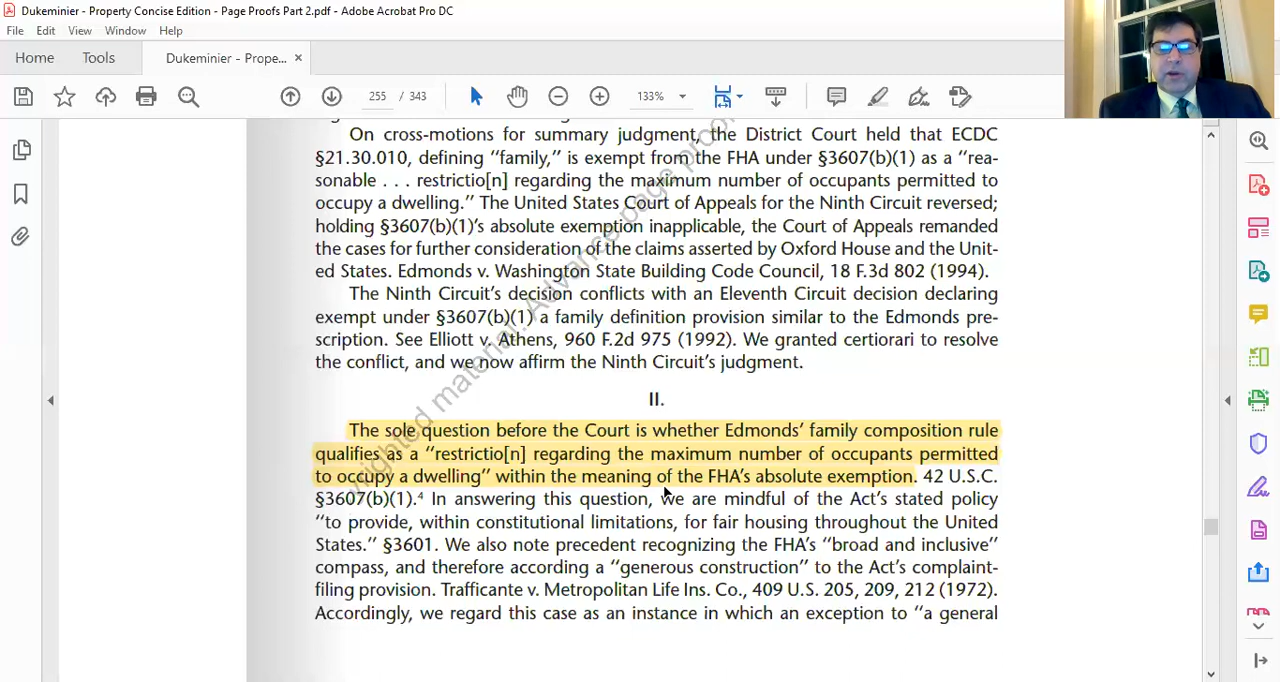 Dukeminier - Property Concise Edition - Page Proofs Part 2.pdf - Adobe Acrobat Pro DC
File Edit View Window Help
Home Tools Dukeminier - Prope... ×
255 / 343 133%
On cross-motions for summary judgment, the District Court held that ECDC
§21.30.010, defining “family,” is exempt from the FHA under §3607(b)(1) as a “rea-
sonable . . . restrictio[n] regarding the maximum number of occupants permitted to
occupy a dwelling.” The United States Court of Appeals for the Ninth Circuit reversed;
holding §3607(b)(1)’s absolute exemption inapplicable, the Court of Appeals remanded
the cases for further consideration of the claims asserted by Oxford House and the Unit-
ed States. Edmonds v. Washington State Building Code Council, 18 F.3d 802 (1994).
The Ninth Circuit’s decision conflicts with an Eleventh Circuit decision declaring
exempt under §3607(b)(1) a family definition provision similar to the Edmonds pre-
scription. See Elliott v. Athens, 960 F.2d 975 (1992). We granted certiorari to resolve
the conflict, and we now affirm the Ninth Circuit’s judgment.
II.
The sole question before the Court is whether Edmonds’ family composition rule
qualifies as a “restrictio[n] regarding the maximum number of occupants permitted
to occupy a dwelling” within the meaning of the FHA’s absolute exemption. 42 U.S.C.
§3607(b)(1).⁴ In answering this question, we are mindful of the Act’s stated policy
“to provide, within constitutional limitations, for fair housing throughout the United
States.” §3601. We also note precedent recognizing the FHA’s “broad and inclusive”
compass, and therefore according a “generous construction” to the Act’s complaint-
filing provision. Trafficante v. Metropolitan Life Ins. Co., 409 U.S. 205, 209, 212 (1972).
Accordingly, we regard this case as an instance in which an exception to “a general
material. Advance page